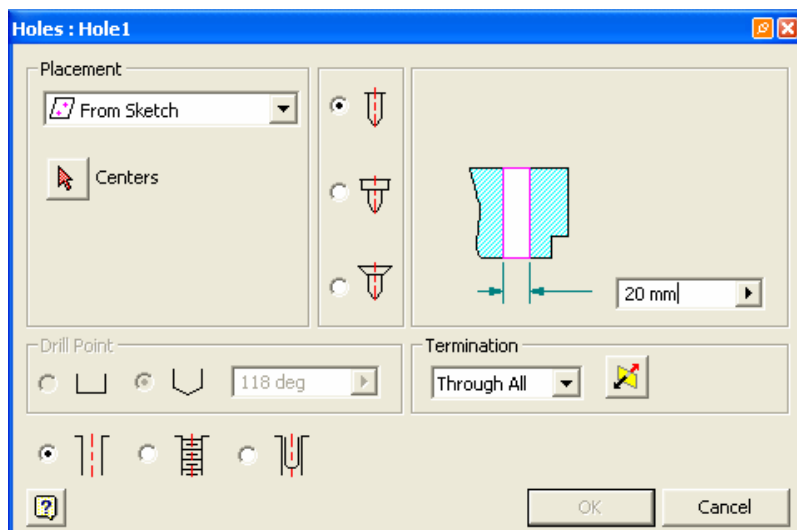 Holes : Hole1
Placement
From Sketch
Centers
20 mm
Drill Point
118 deg
Termination
Through All
?
OK
Cancel